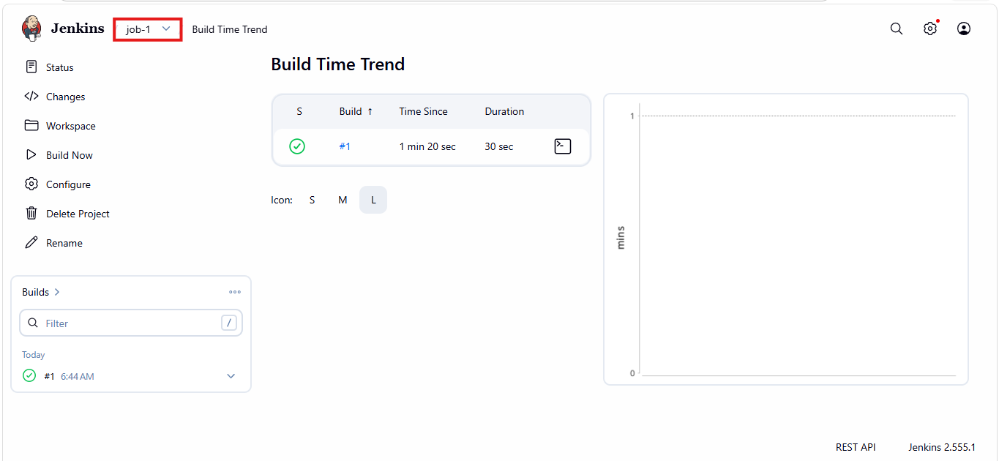 Jenkins job-1 Build Time Trend
Status
Changes
Workspace
Build Now
Configure
Delete Project
Rename
Builds
Filter /
Today
#1 6:44 AM
Build Time Trend
S Build ↑ Time Since Duration
#1 1 min 20 sec 30 sec
Icon: S M L
1
mins
0
REST API Jenkins 2.555.1